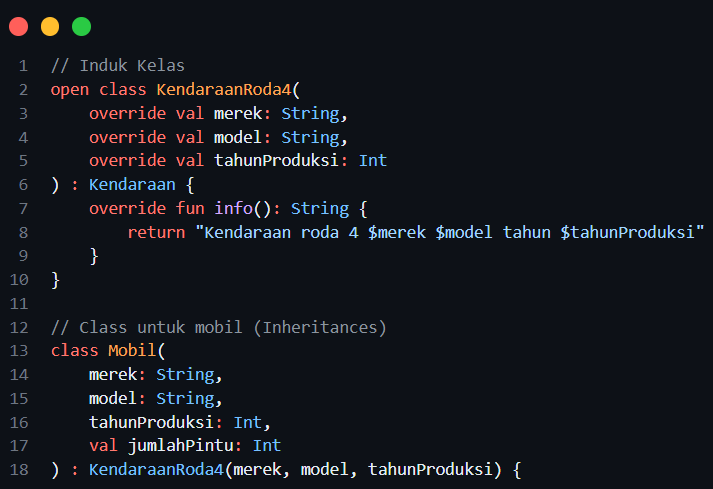 1 // Induk Kelas
2 open class KendaraanRoda4(
3     override val merek: String,
4     override val model: String,
5     override val tahunProduksi: Int
6 ) : Kendaraan {
7     override fun info(): String {
8         return "Kendaraan roda 4 $merek $model tahun $tahunProduksi"
9     }
10 }
11
12 // Class untuk mobil (Inheritances)
13 class Mobil(
14     merek: String,
15     model: String,
16     tahunProduksi: Int,
17     val jumlahPintu: Int
18 ) : KendaraanRoda4(merek, model, tahunProduksi) {